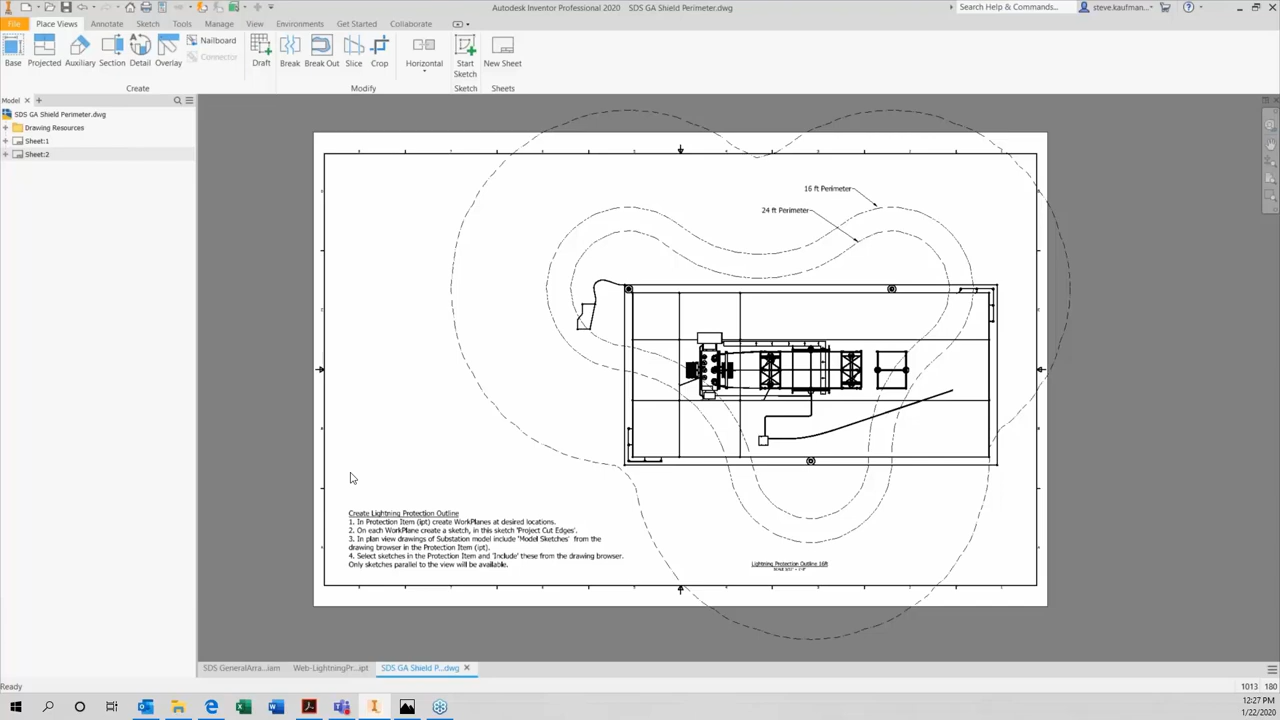 Autodesk Inventor Professional 2020 SDS GA Shield Perimeter.dwg
Search Help & Commands...
steve.kaufman...
File Place Views Annotate Sketch Tools Manage View Environments Get Started Collaborate
Base
Projected
Auxiliary
Section
Detail
Overlay
Nailboard
Connector
Draft
Break
Break Out
Slice
Crop
Horizontal
Start
Sketch
New Sheet
Create
Modify
Sketch
Sheets
Model
SDS GA Shield Perimeter.dwg
Drawing Resources
Sheet:1
Sheet:2
16 ft Perimeter
24 ft Perimeter
Create Lightning Protection Outline
1. In Protection Item (ipt) create WorkPlanes at desired locations.
2. On each WorkPlane create a sketch, in this sketch 'Project Cut Edges'.
3. In plan view drawings of Substation model include 'Model Sketches' from the
drawing browser in the Protection Item (ipt).
4. Select sketches in the Protection Item and 'Include' these from the drawing browser.
Only sketches parallel to the view will be available.
Lightning Protection Outline 16ft
SDS GeneralArra...iam
Web-LightningPr...ipt
SDS GA Shield P...dwg
Ready
1013 180
12:27 PM
1/22/2020